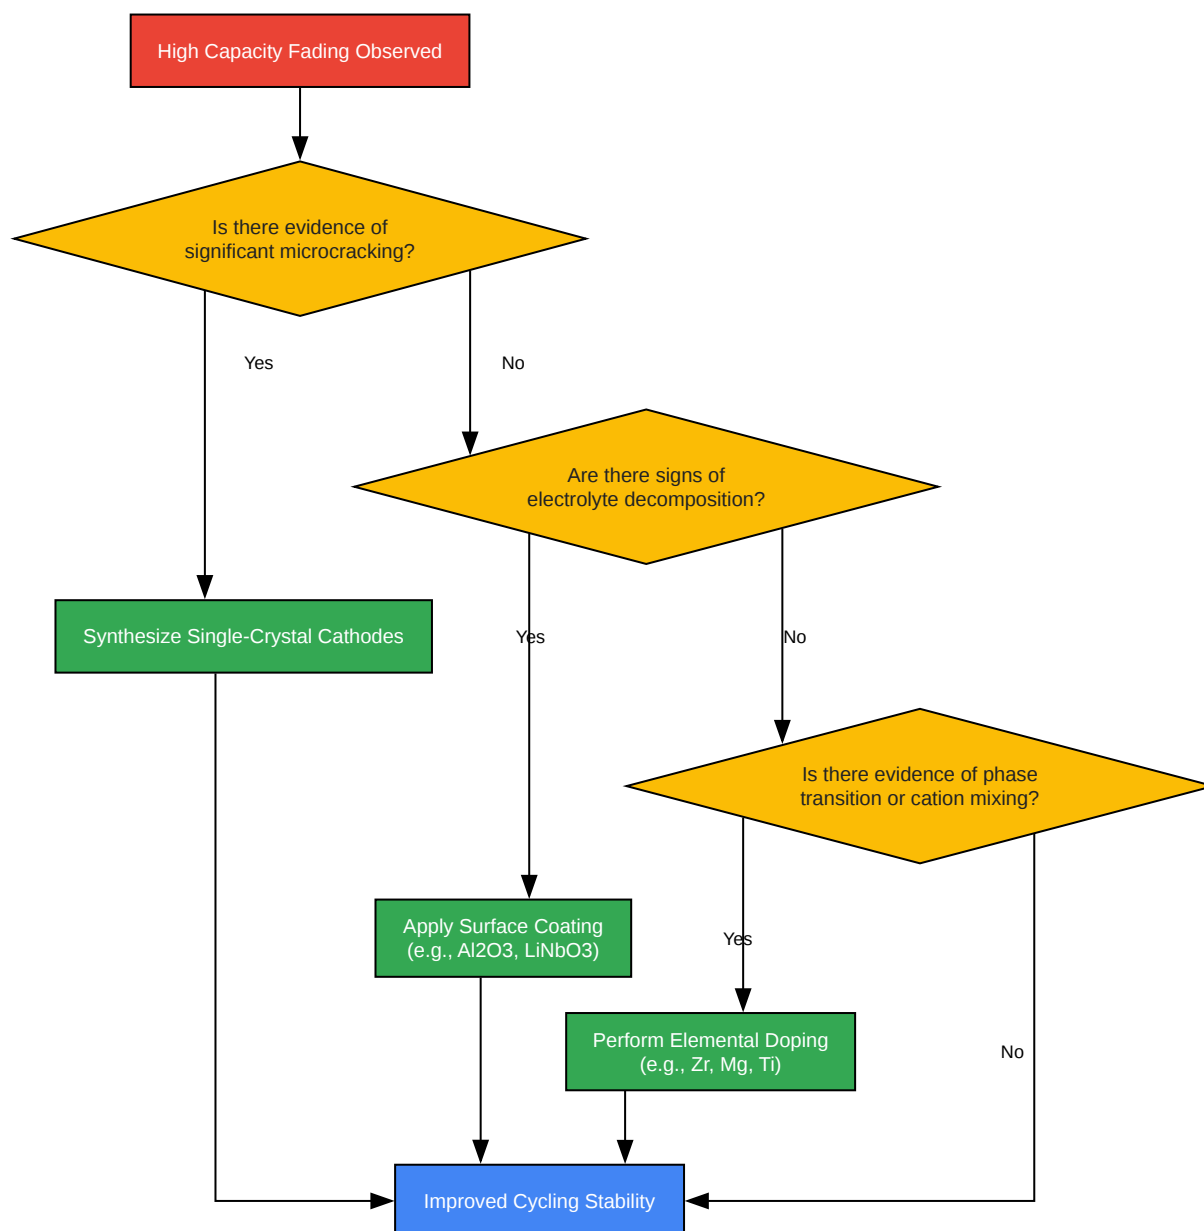 High Capacity Fading Observed
Is there evidence of
significant microcracking?
Yes
No
Are there signs of
electrolyte decomposition?
Synthesize Single-Crystal Cathodes
Yes
No
Is there evidence of phase
transition or cation mixing?
Apply Surface Coating
(e.g., Al2O3, LiNbO3)
Yes
Perform Elemental Doping
(e.g., Zr, Mg, Ti)
No
Improved Cycling Stability